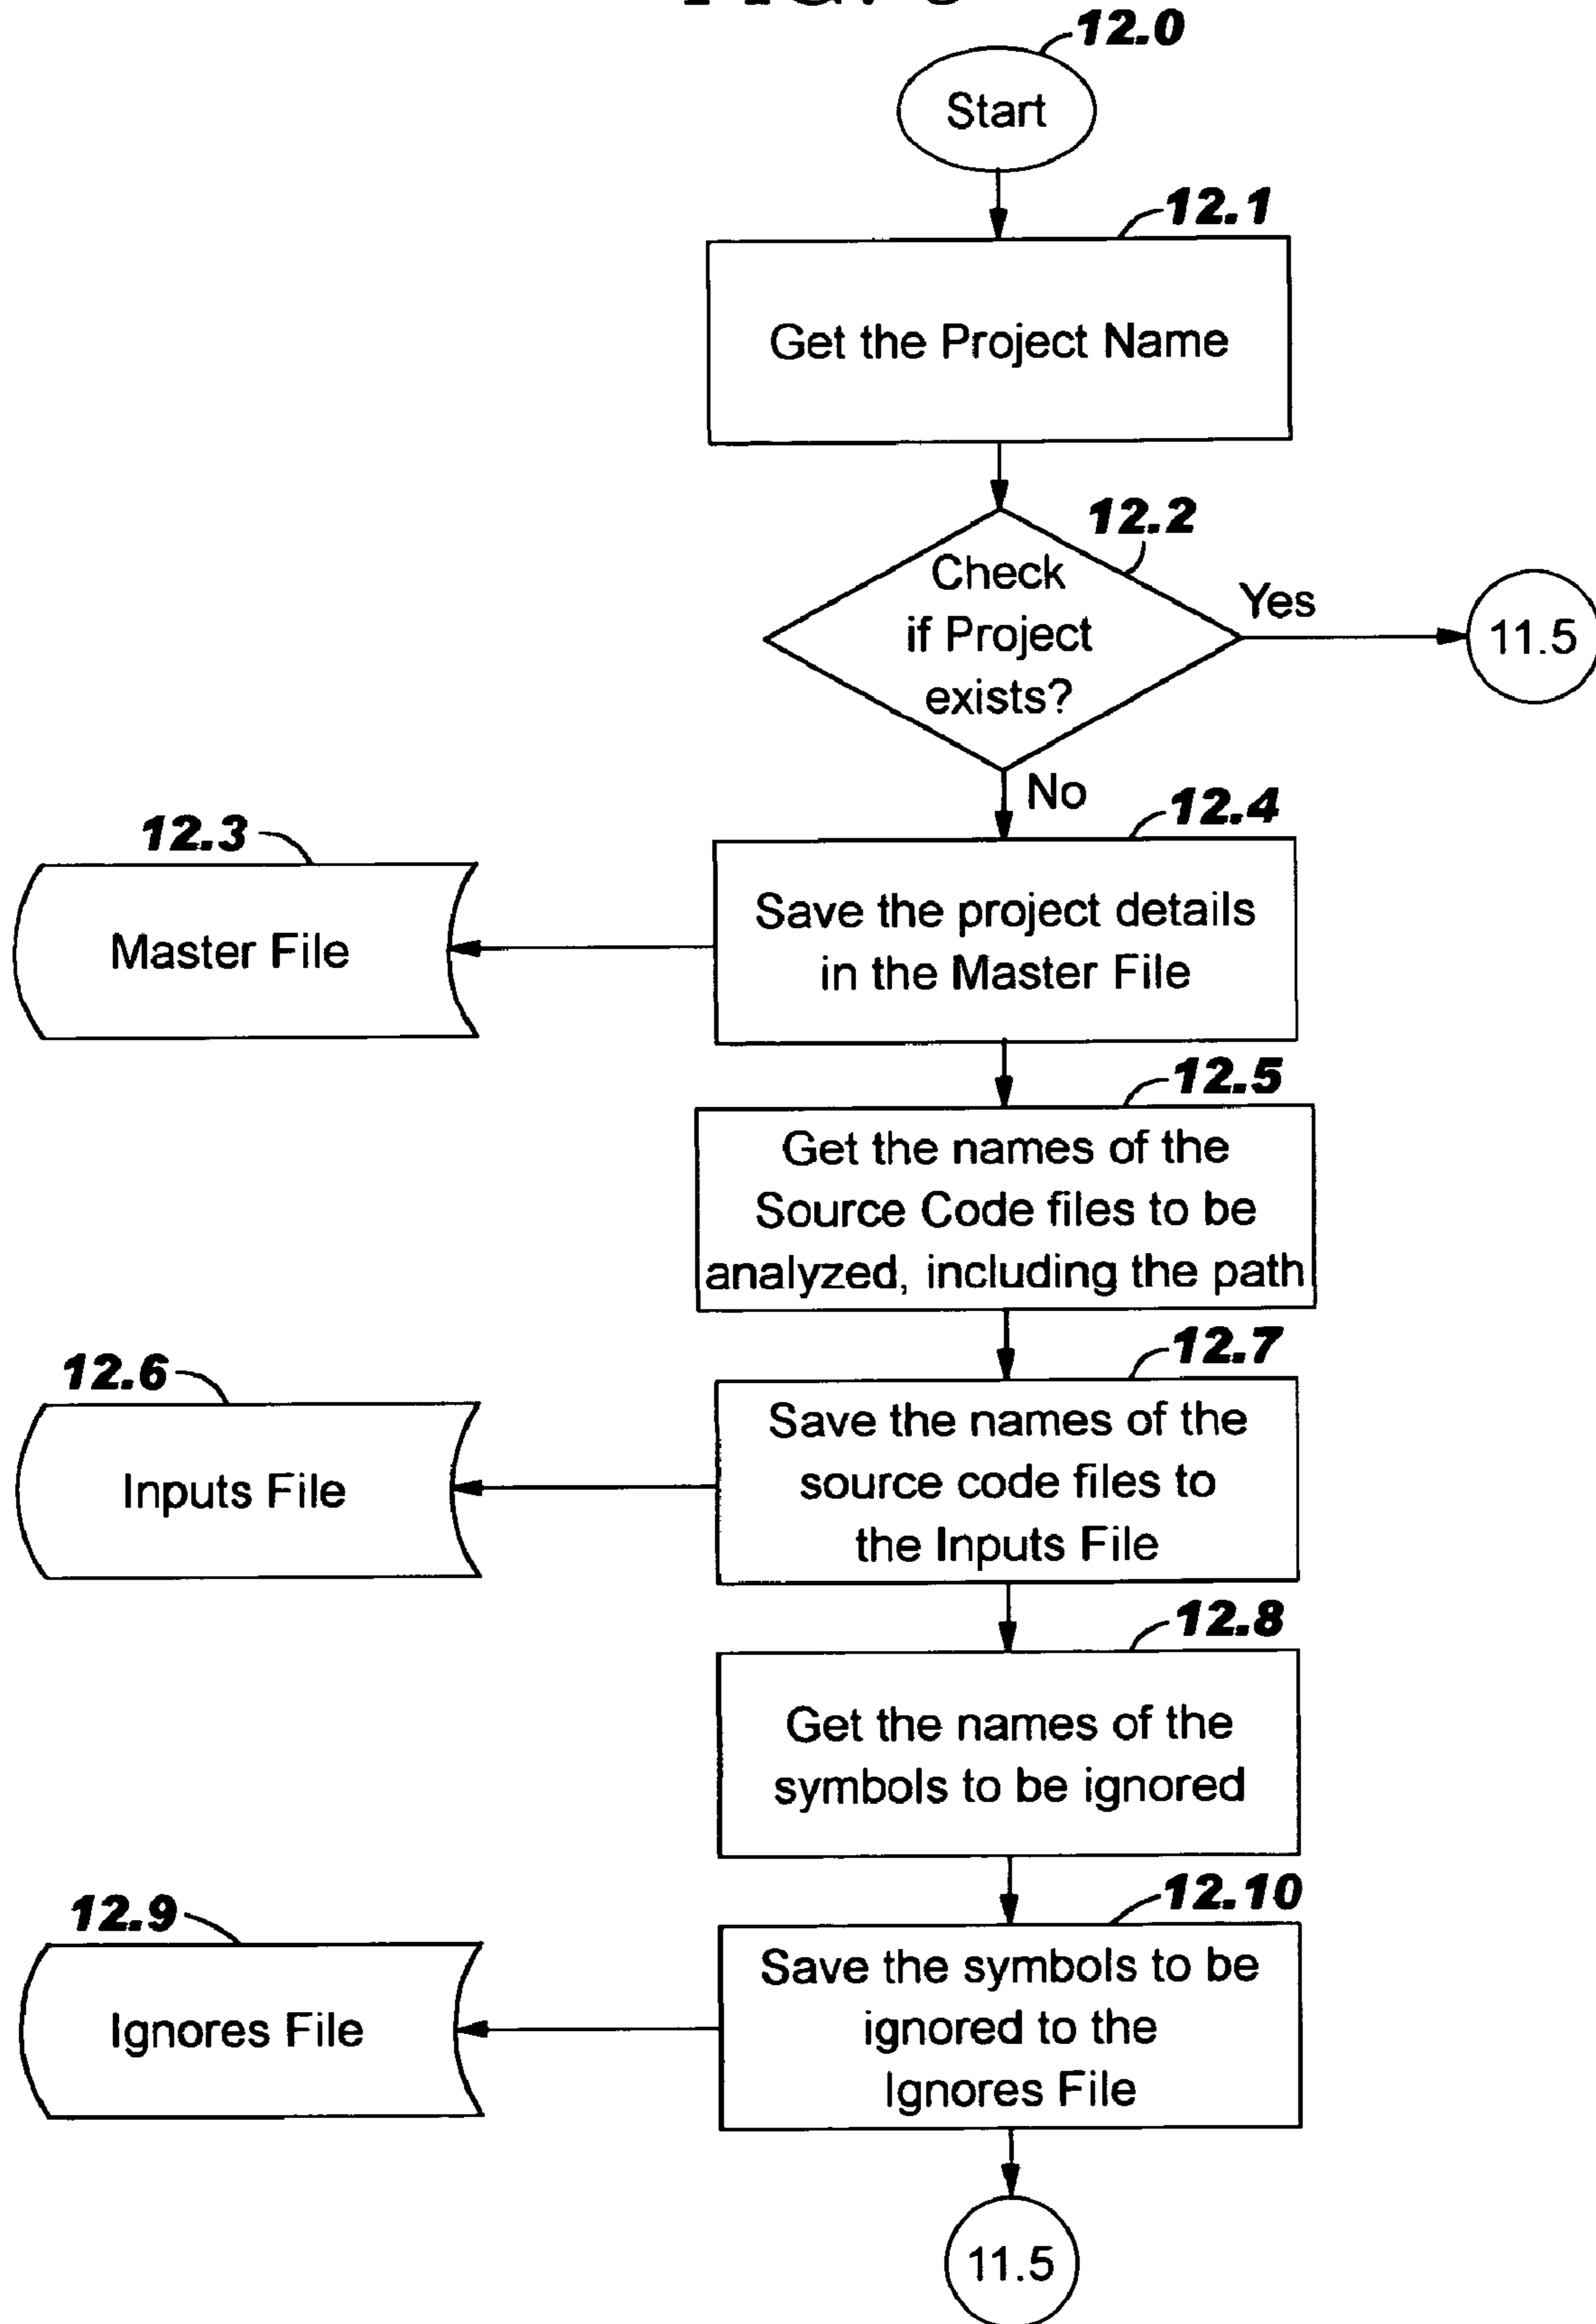 12.0
Start
12.1
Get the Project Name
12.2
Check
if Project
exists?
Yes
11.5
No
12.3
Master File
12.4
Save the project details
in the Master File
12.5
Get the names of the
Source Code files to be
analyzed, including the path
12.6
Inputs File
12.7
Save the names of the
source code files to
the Inputs File
12.8
Get the names of the
symbols to be ignored
12.9
Ignores File
12.10
Save the symbols to be
ignored to the
Ignores File
11.5